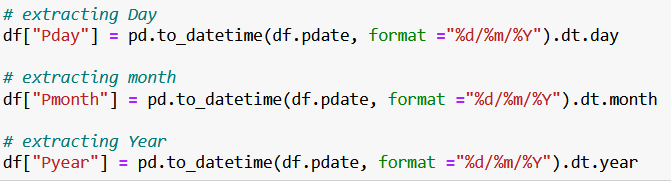 # extracting Day
df["Pday"] = pd.to_datetime(df.pdate, format ="%d/%m/%Y").dt.day
# extracting month
df["Pmonth"] = pd.to_datetime(df.pdate, format ="%d/%m/%Y").dt.month
# extracting Year
df["Pyear"] = pd.to_datetime(df.pdate, format ="%d/%m/%Y").dt.year